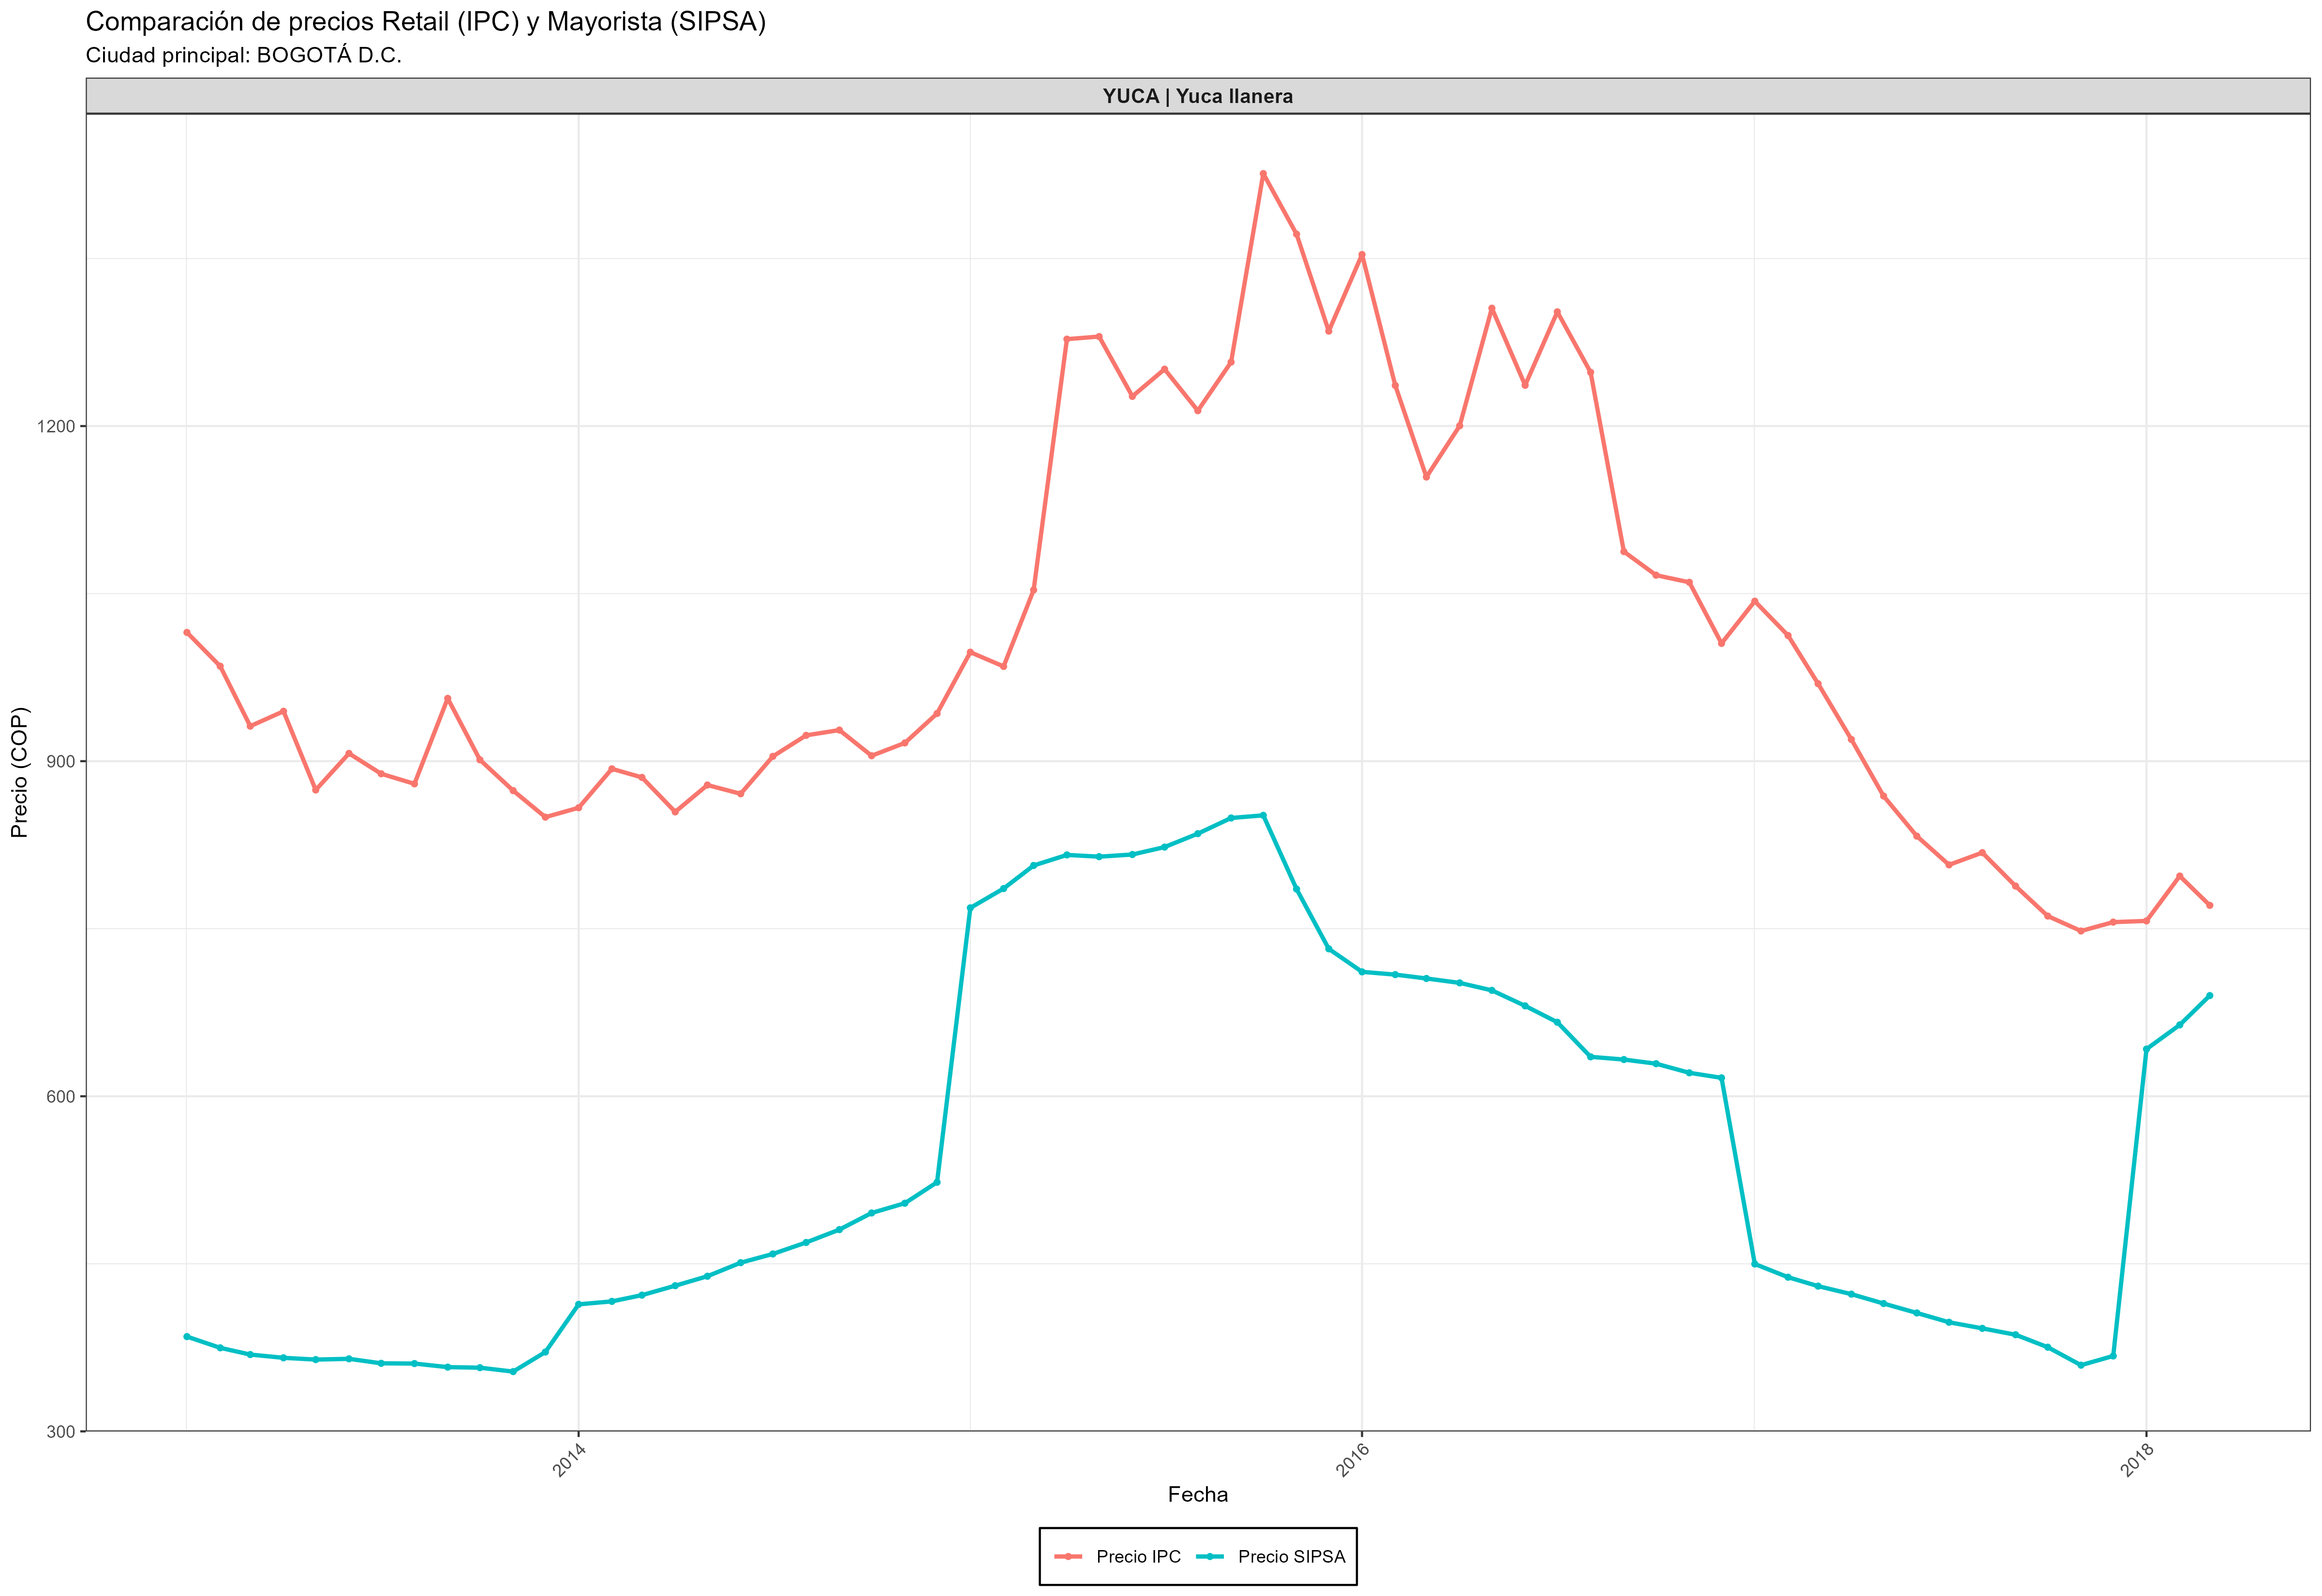 Comparación de precios Retail (IPC) y Mayorista (SIPSA)
Ciudad principal: BOGOTÁ D.C.
YUCA | Yuca llanera
Precio (COP)
1200
900
600
300
2014
2016
2018
Fecha
Precio IPC
Precio SIPSA